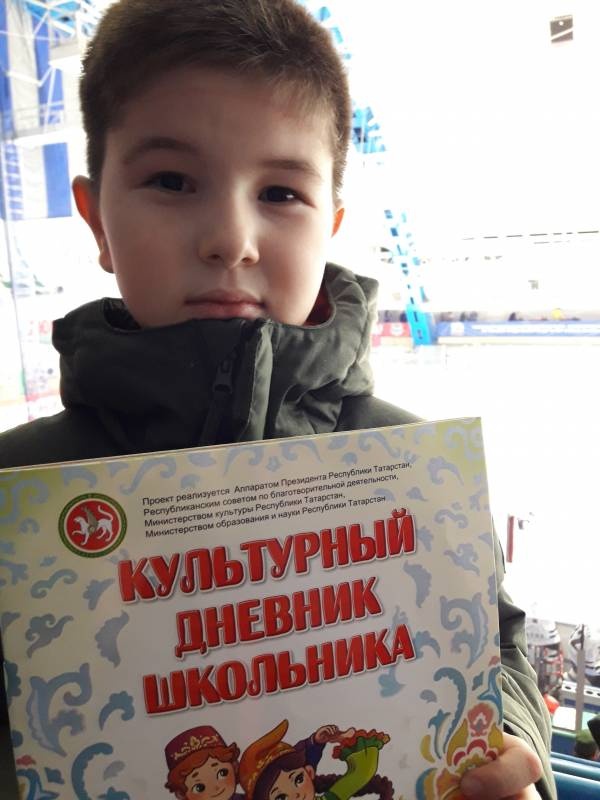 Проект реализуется Аппаратом Президента Республики Татарстан,
Республиканским советом по благотворительной деятельности,
Министерством культуры Республики Татарстан,
Министерством образования и науки Республики Татарстан
КУЛЬТУРНЫЙ
ДНЕВНИК
ШКОЛЬНИКА